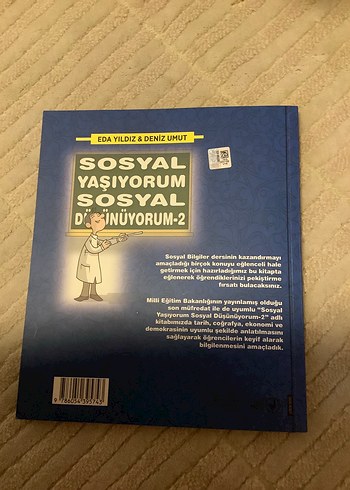 EDA YILDIZ & DENİZ UMUT
SOSYAL
YAŞIYORUM
SOSYAL
DÜŞÜNÜYORUM-2
Sosyal Bilgiler dersinin kazandırmayı
amaçladığı birçok konuyu eğlenceli hale
getirmek için hazırladığımız bu kitapta
eğlenerek öğrendiklerinizi pekiştirme
fırsatı bulacaksınız.
Milli Eğitim Bakanlığının yayınlamış olduğu
son müfredat ile de uyumlu "Sosyal
Yaşıyorum Sosyal Düşünüyorum-2" adlı
kitabımızda tarih, coğrafya, ekonomi ve
demokrasinin uyumlu şekilde anlatılmasını
sağlayarak öğrencilerin keyif alarak
bilgilenmesini amaçladık.
9 786054 395743